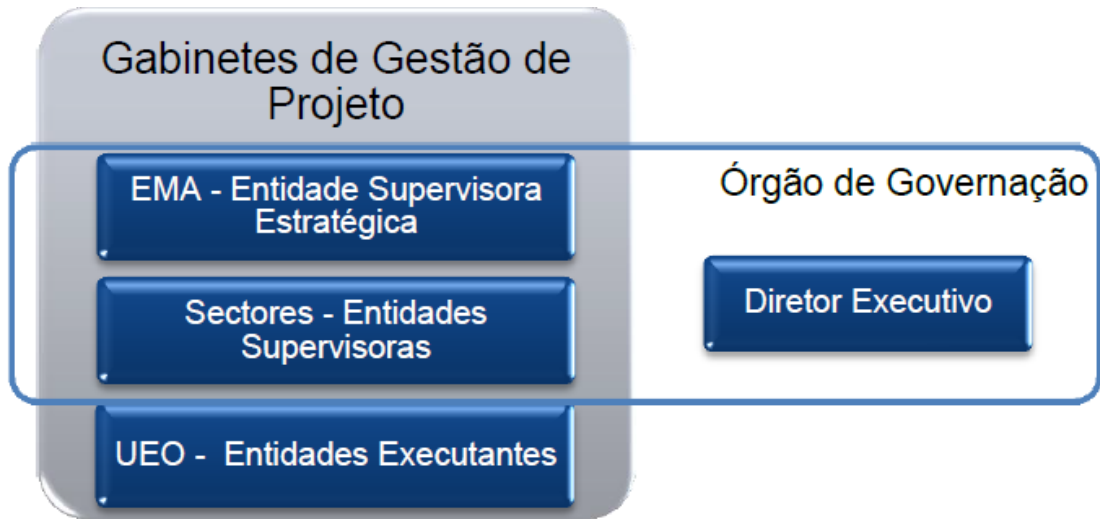 Gabinetes de Gestão de
Projeto
EMA - Entidade Supervisora
Estratégica
Sectores - Entidades
Supervisoras
UEO -  Entidades Executantes
Órgão de Governação
Diretor Executivo